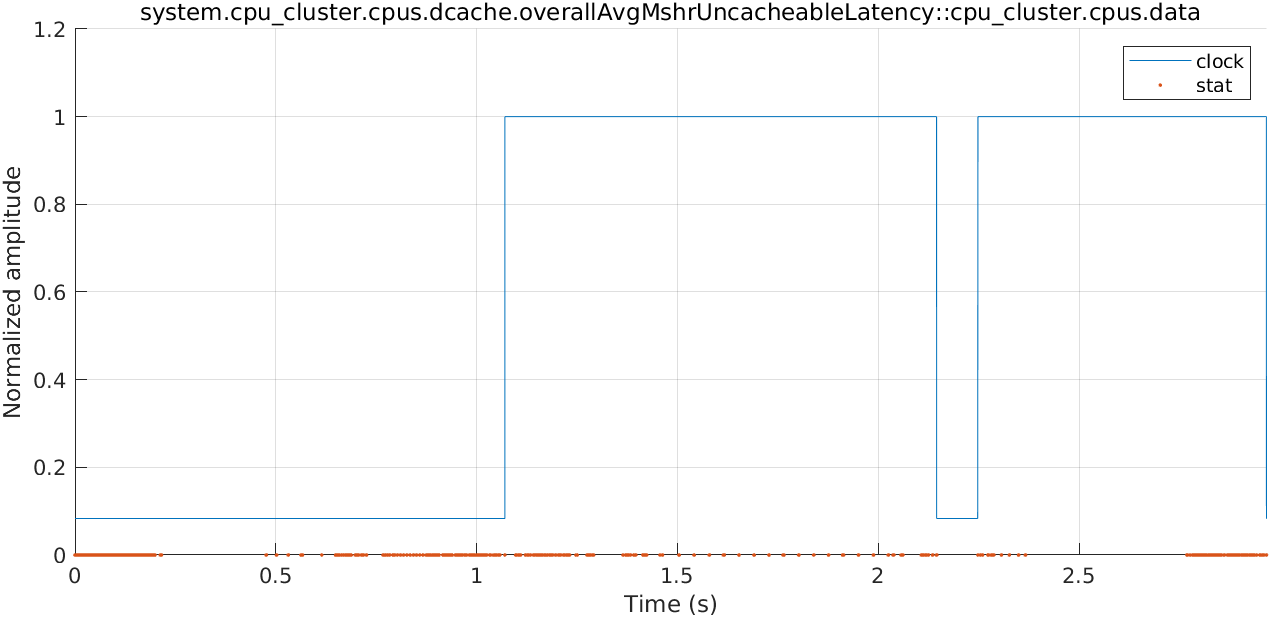 system.cpu_cluster.cpus.dcache.overallAvgMshrUncacheableLatency::cpu_cluster.cpus.data
1.2
1
0.8
0.6
0.4
0.2
0
Normalized amplitude
clock
stat
0
0.5
1
1.5
2
2.5
Time (s)